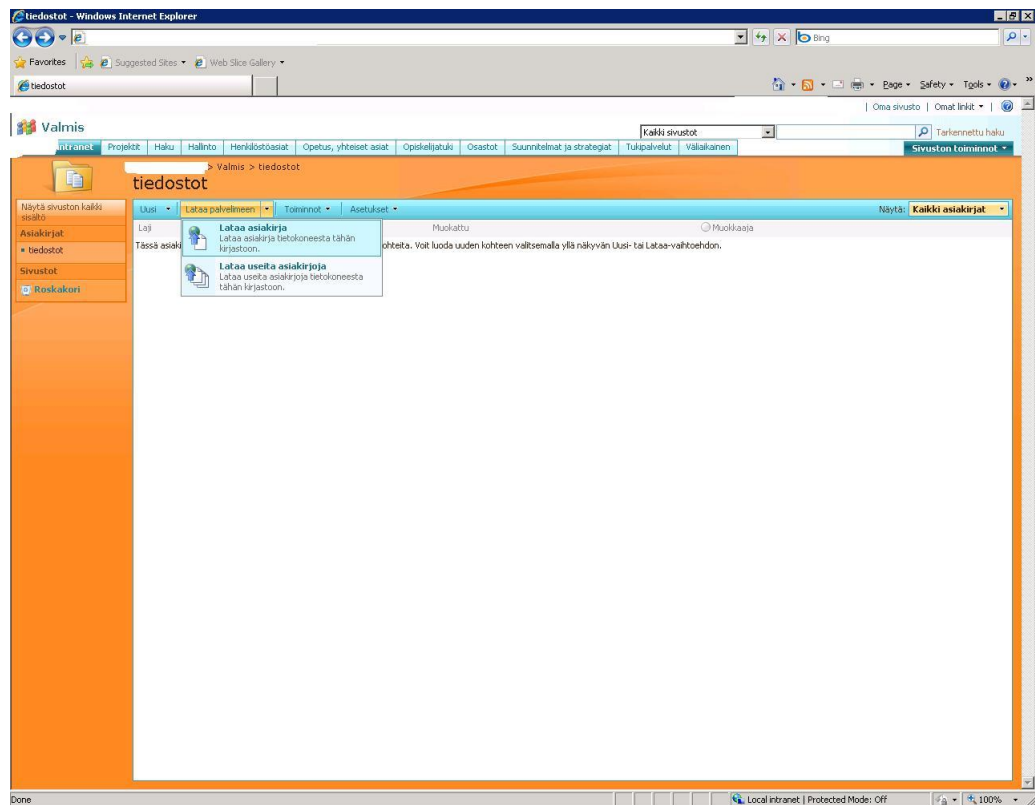 tiedostot - Windows Internet Explorer
Bing
Favorites Suggested Sites Web Slice Gallery
tiedostot Page Safety Tools
| Oma sivusto | Omat linkit |
Valmis Kaikki sivustot Tarkennettu haku
intranet Projektit Haku Hallinto Henkilöstöasiat Opetus, yhteiset asiat Opiskelijatuki Osastot Suunnitelmat ja strategiat Tukipalvelut Väliaikainen Sivuston toiminnot
> Valmis > tiedostot
tiedostot
Näytä sivuston kaikki sisältö
Asiakirjat
tiedostot
Sivustot
Roskakori
Uusi Lataa palvelimeen Toiminnot Asetukset Näytä: Kaikki asiakirjat
Laji Muokattu Muokkaaja
Tässä asiaki ohteita. Voit luoda uuden kohteen valitsemalla yllä näkyvän Uusi- tai Lataa-vaihtoehdon.
Lataa asiakirja
Lataa asiakirja tietokoneesta tähän
kirjastoon.
Lataa useita asiakirjoja
Lataa useita asiakirjoja tietokoneesta
tähän kirjastoon.
Done Local intranet | Protected Mode: Off 100%